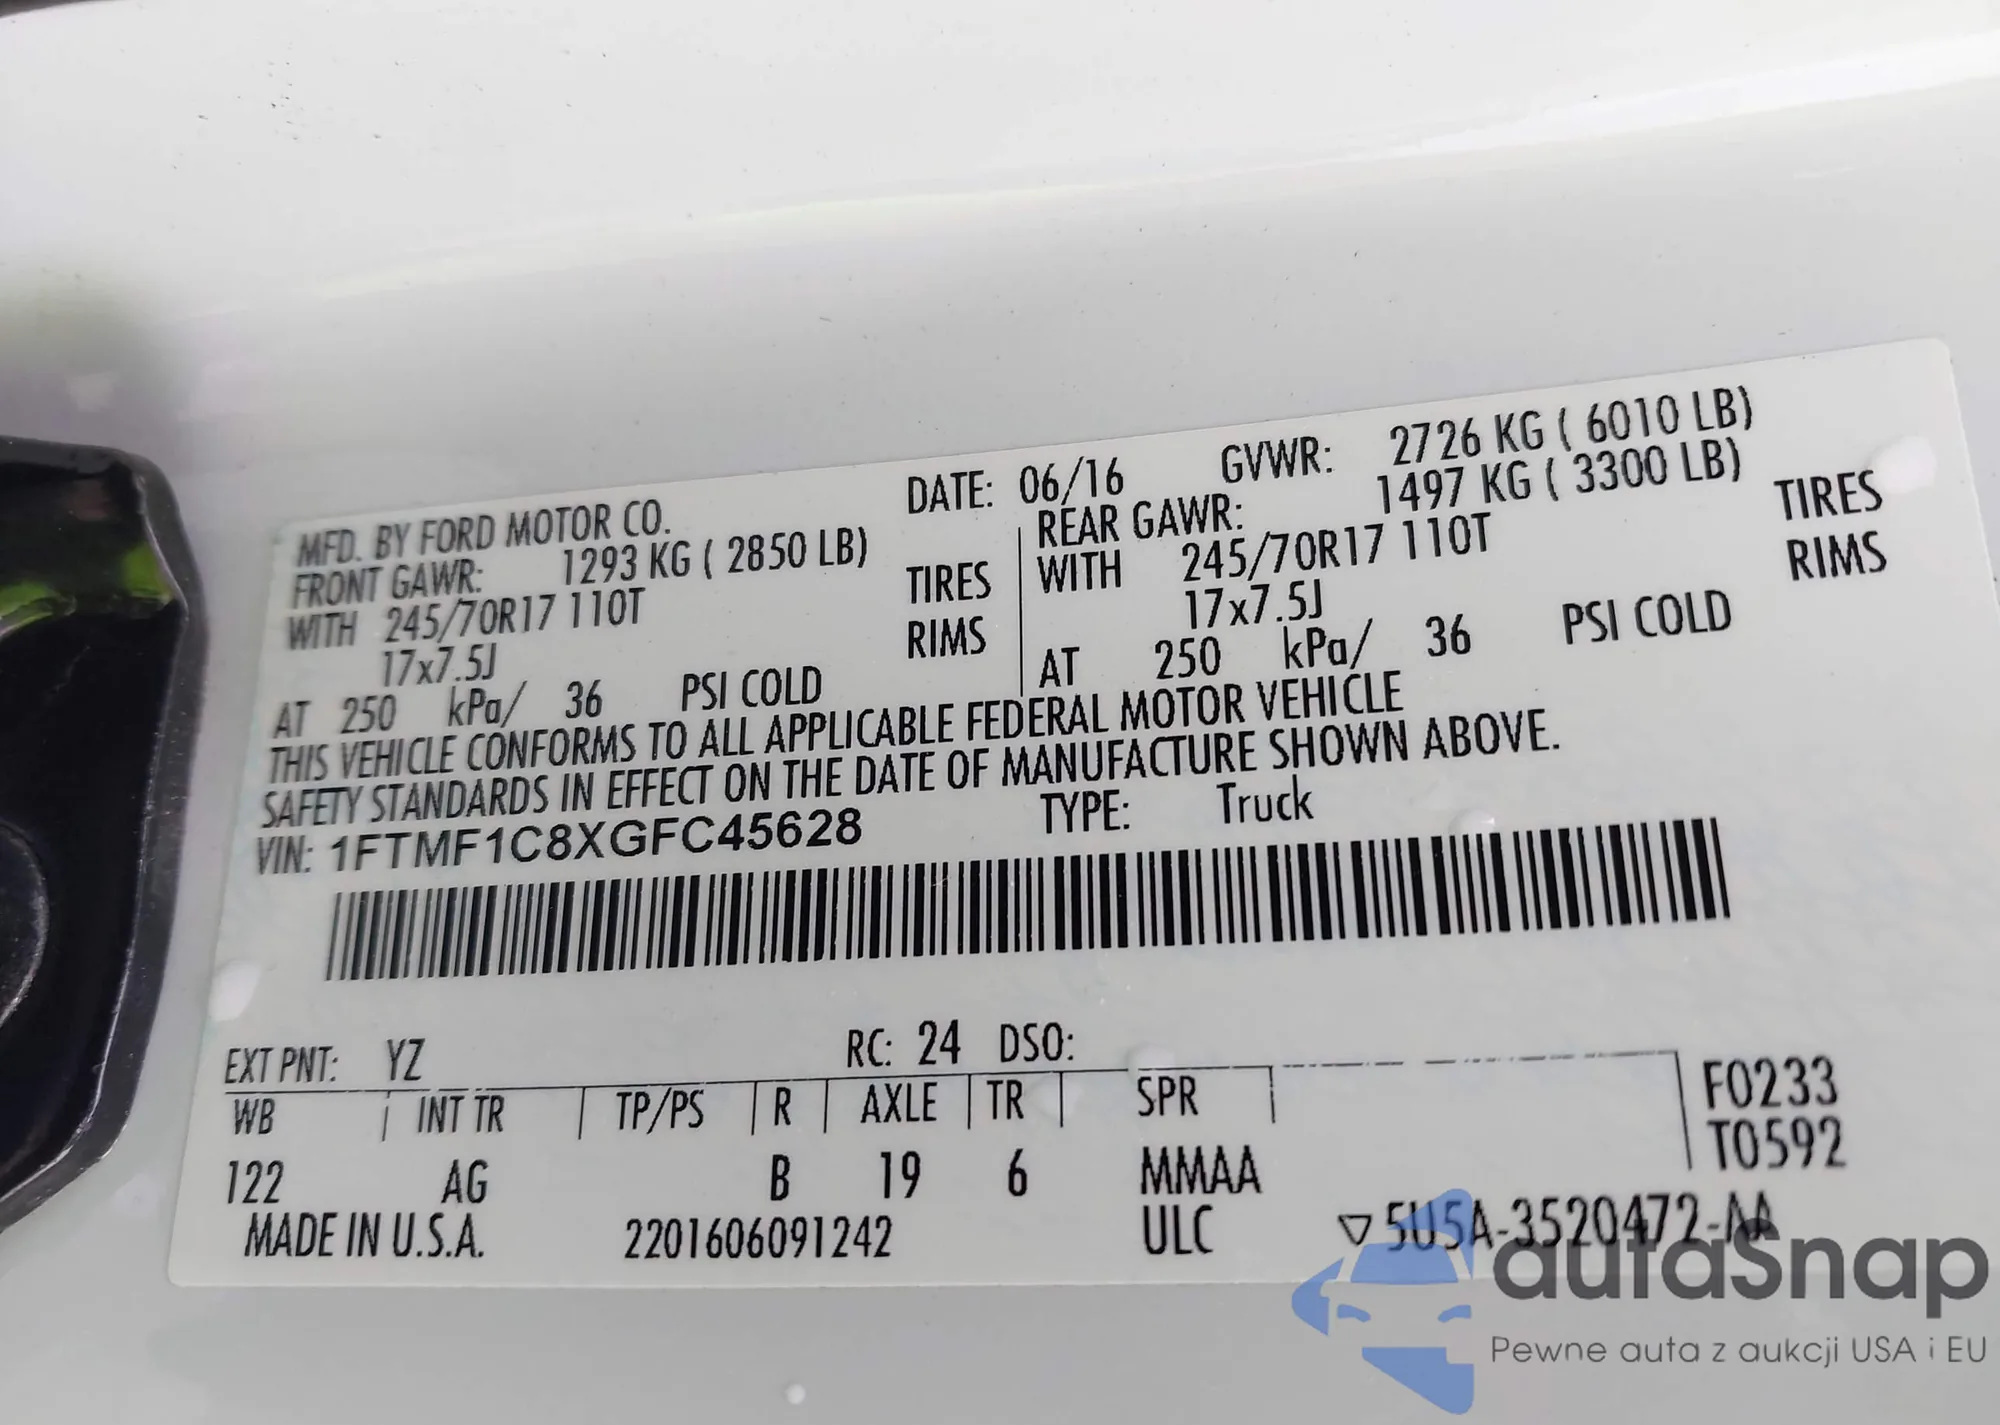 MFD. BY FORD MOTOR CO. DATE: 06/16 GVWR: 2726 KG ( 6010 LB)
FRONT GAWR: 1293 KG ( 2850 LB) REAR GAWR: 1497 KG ( 3300 LB)
WITH 245/70R17 110T TIRES WITH 245/70R17 110T TIRES
17x7.5J RIMS 17x7.5J RIMS
AT 250 kPa/ 36 PSI COLD AT 250 kPa/ 36 PSI COLD
THIS VEHICLE CONFORMS TO ALL APPLICABLE FEDERAL MOTOR VEHICLE
SAFETY STANDARDS IN EFFECT ON THE DATE OF MANUFACTURE SHOWN ABOVE.
VIN: 1FTMF1C8XGFC45628 TYPE: Truck
EXT PNT: YZ RC: 24 DSO:
WB INT TR TP/PS R AXLE TR SPR F0233
T0592
122 AG B 19 6 MMAA
MADE IN U.S.A. 2201606091242 ULC ▽5U5A-3520472-AA
autaSnap
Pewne auta z aukcji USA i EU